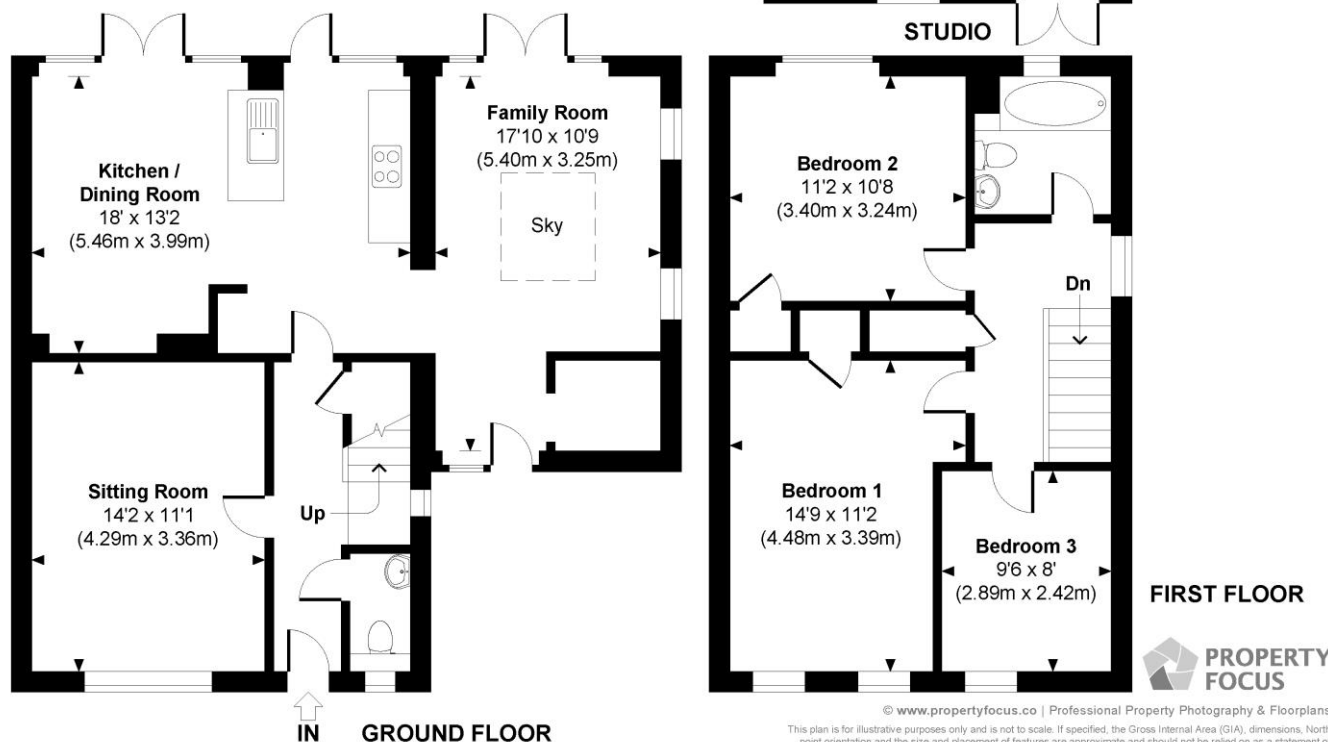 STUDIO
Kitchen /
Dining Room
18' x 13'2
(5.46m x 3.99m)
Family Room
17'10 x 10'9
(5.40m x 3.25m)
Sky
Sitting Room
14'2 x 11'1
(4.29m x 3.36m)
Up
IN
GROUND FLOOR
Bedroom 2
11'2 x 10'8
(3.40m x 3.24m)
Dn
Bedroom 1
14'9 x 11'2
(4.48m x 3.39m)
Bedroom 3
9'6 x 8'
(2.89m x 2.42m)
FIRST FLOOR
PROPERTY
FOCUS
© www.propertyfocus.co | Professional Property Photography & Floorplans
This plan is for illustrative purposes only and is not to scale. If specified, the Gross Internal Area (GIA), dimensions, North
point orientation and the size and placement of features are approximate and should not be relied on as a statement of